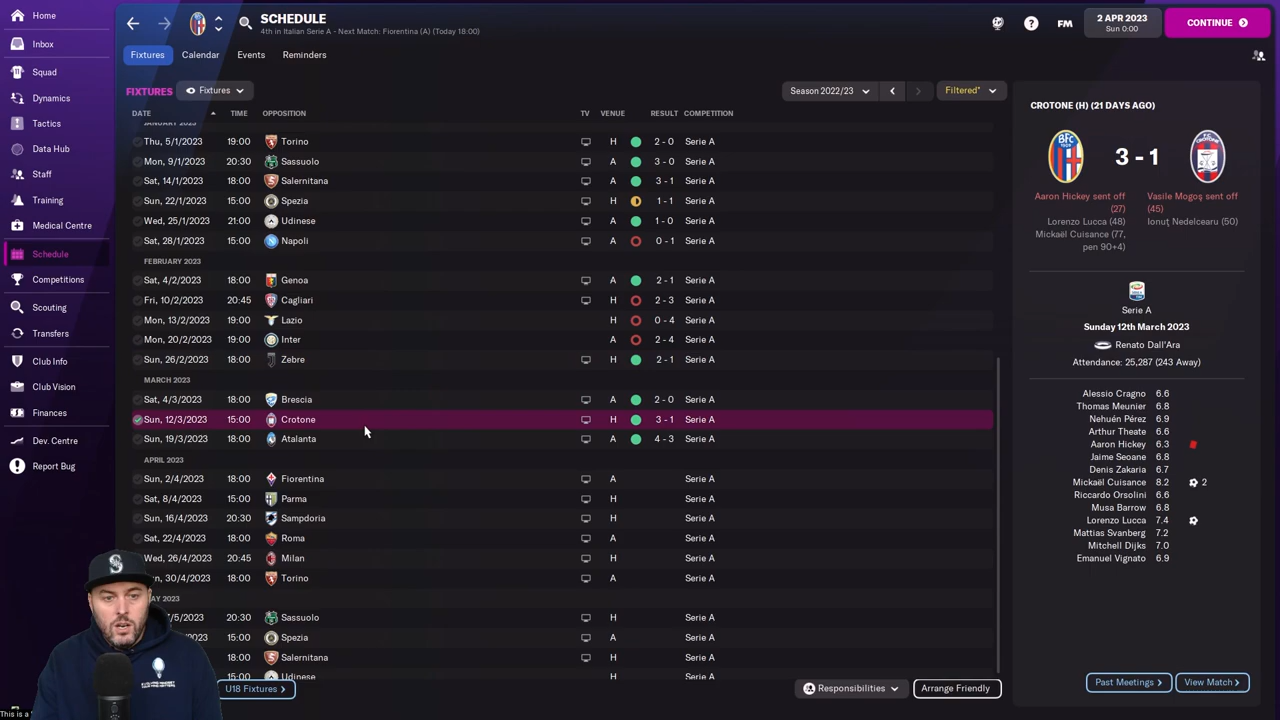 Home
Inbox
Squad
Dynamics
Tactics
Data Hub
Staff
Training
Medical Centre
Schedule
Competitions
Scouting
Transfers
Club Info
Club Vision
Finances
Dev. Centre
Report Bug
SCHEDULE
4th in Italian Serie A - Next Match: Fiorentina (A) (Today 18:00)
FM
2 APR 2023
Sun 0:00
CONTINUE
Fixtures Calendar Events Reminders
FIXTURES Fixtures Season 2022/23 Filtered*
DATE TIME OPPOSITION TV VENUE RESULT COMPETITION
JANUARY 2023
Thu, 5/1/2023 19:00 Torino H 2 - 0 Serie A
Mon, 9/1/2023 20:30 Sassuolo A 3 - 0 Serie A
Sat, 14/1/2023 18:00 Salernitana A 3 - 1 Serie A
Sun, 22/1/2023 15:00 Spezia H 1 - 1 Serie A
Wed, 25/1/2023 21:00 Udinese A 1 - 0 Serie A
Sat, 28/1/2023 15:00 Napoli A 0 - 1 Serie A
FEBRUARY 2023
Sat, 4/2/2023 18:00 Genoa A 2 - 1 Serie A
Fri, 10/2/2023 20:45 Cagliari H 2 - 3 Serie A
Mon, 13/2/2023 19:00 Lazio H 0 - 4 Serie A
Mon, 20/2/2023 19:00 Inter A 2 - 4 Serie A
Sun, 26/2/2023 18:00 Zebre H 2 - 1 Serie A
MARCH 2023
Sat, 4/3/2023 18:00 Brescia A 2 - 0 Serie A
Sun, 12/3/2023 15:00 Crotone H 3 - 1 Serie A
Sun, 19/3/2023 18:00 Atalanta A 4 - 3 Serie A
APRIL 2023
Sun, 2/4/2023 18:00 Fiorentina A Serie A
Sat, 8/4/2023 15:00 Parma H Serie A
Sun, 16/4/2023 20:30 Sampdoria H Serie A
Sat, 22/4/2023 18:00 Roma A Serie A
Wed, 26/4/2023 20:45 Milan H Serie A
Sun, 30/4/2023 18:00 Torino A Serie A
AY 2023
/5/2023 20:30 Sassuolo H Serie A
/2023 15:00 Spezia A Serie A
18:00 Salernitana H Serie A
15:00 Udinese H Serie A
U18 Fixtures > Responsibilities Arrange Friendly
CROTONE (H) (21 DAYS AGO)
3 - 1
Aaron Hickey sent off (27)
Lorenzo Lucca (48)
Mickaël Cuisance (77, pen 90+4)
Vasile Mogoş sent off (45)
Ionuţ Nedelcearu (50)
Serie A
Sunday 12th March 2023
Renato Dall'Ara
Attendance: 25,287 (243 Away)
Alessio Cragno 6.6
Thomas Meunier 6.8
Nehuén Pérez 6.9
Arthur Theate 6.6
Aaron Hickey 6.3
Jaime Seoane 6.8
Denis Zakaria 6.7
Mickaël Cuisance 8.2 2
Riccardo Orsolini 6.6
Musa Barrow 6.8
Lorenzo Lucca 7.4
Mattias Svanberg 7.2
Mitchell Dijks 7.0
Emanuel Vignato 6.9
Past Meetings > View Match >
This is a